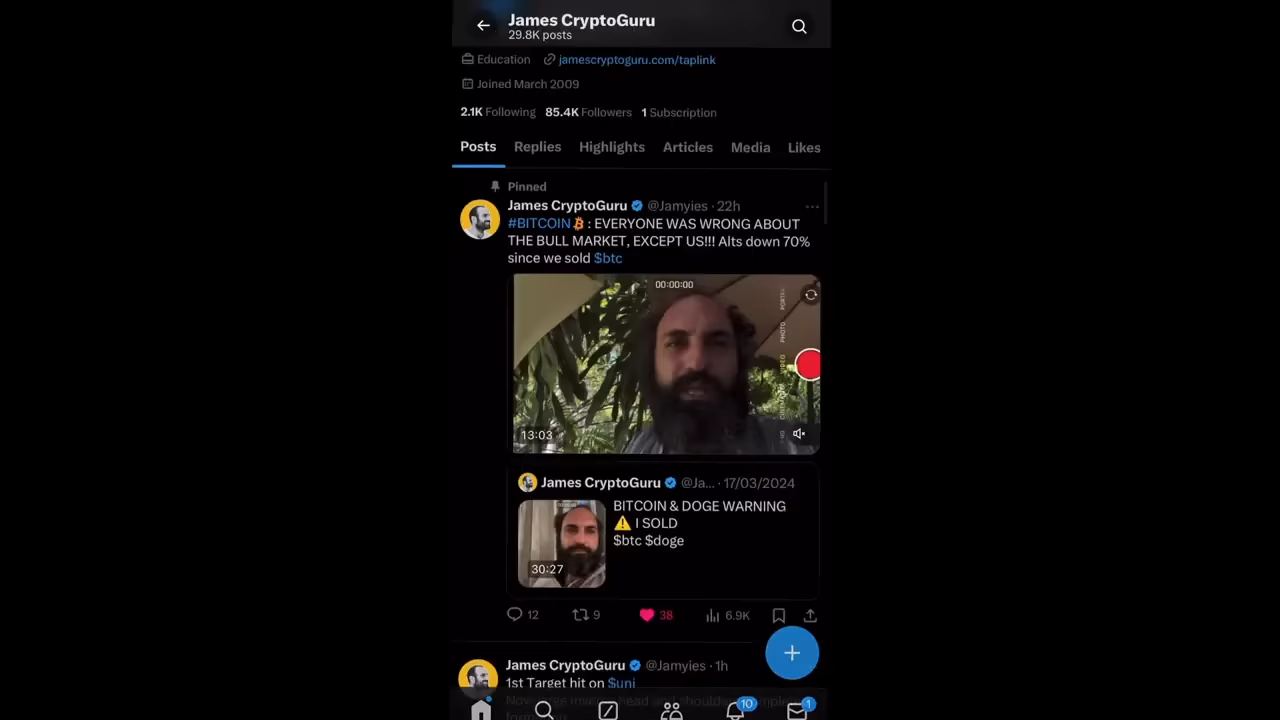 James CryptoGuru
29.8K posts
Education jamescryptoguru.com/taplink
Joined March 2009
2.1K Following 85.4K Followers 1 Subscription
Posts Replies Highlights Articles Media Likes
Pinned
James CryptoGuru @Jamyies · 22h
#BITCOIN : EVERYONE WAS WRONG ABOUT
THE BULL MARKET, EXCEPT US!!! Alts down 70%
since we sold $btc
00:00:00
PHOTO
VIDEO
13:03
James CryptoGuru @Ja... · 17/03/2024
BITCOIN & DOGE WARNING
⚠️ I SOLD
$btc $doge
30:27
12 9 38 6.9K
James CryptoGuru @Jamyies · 1h
1st Target hit on $uni
10 1